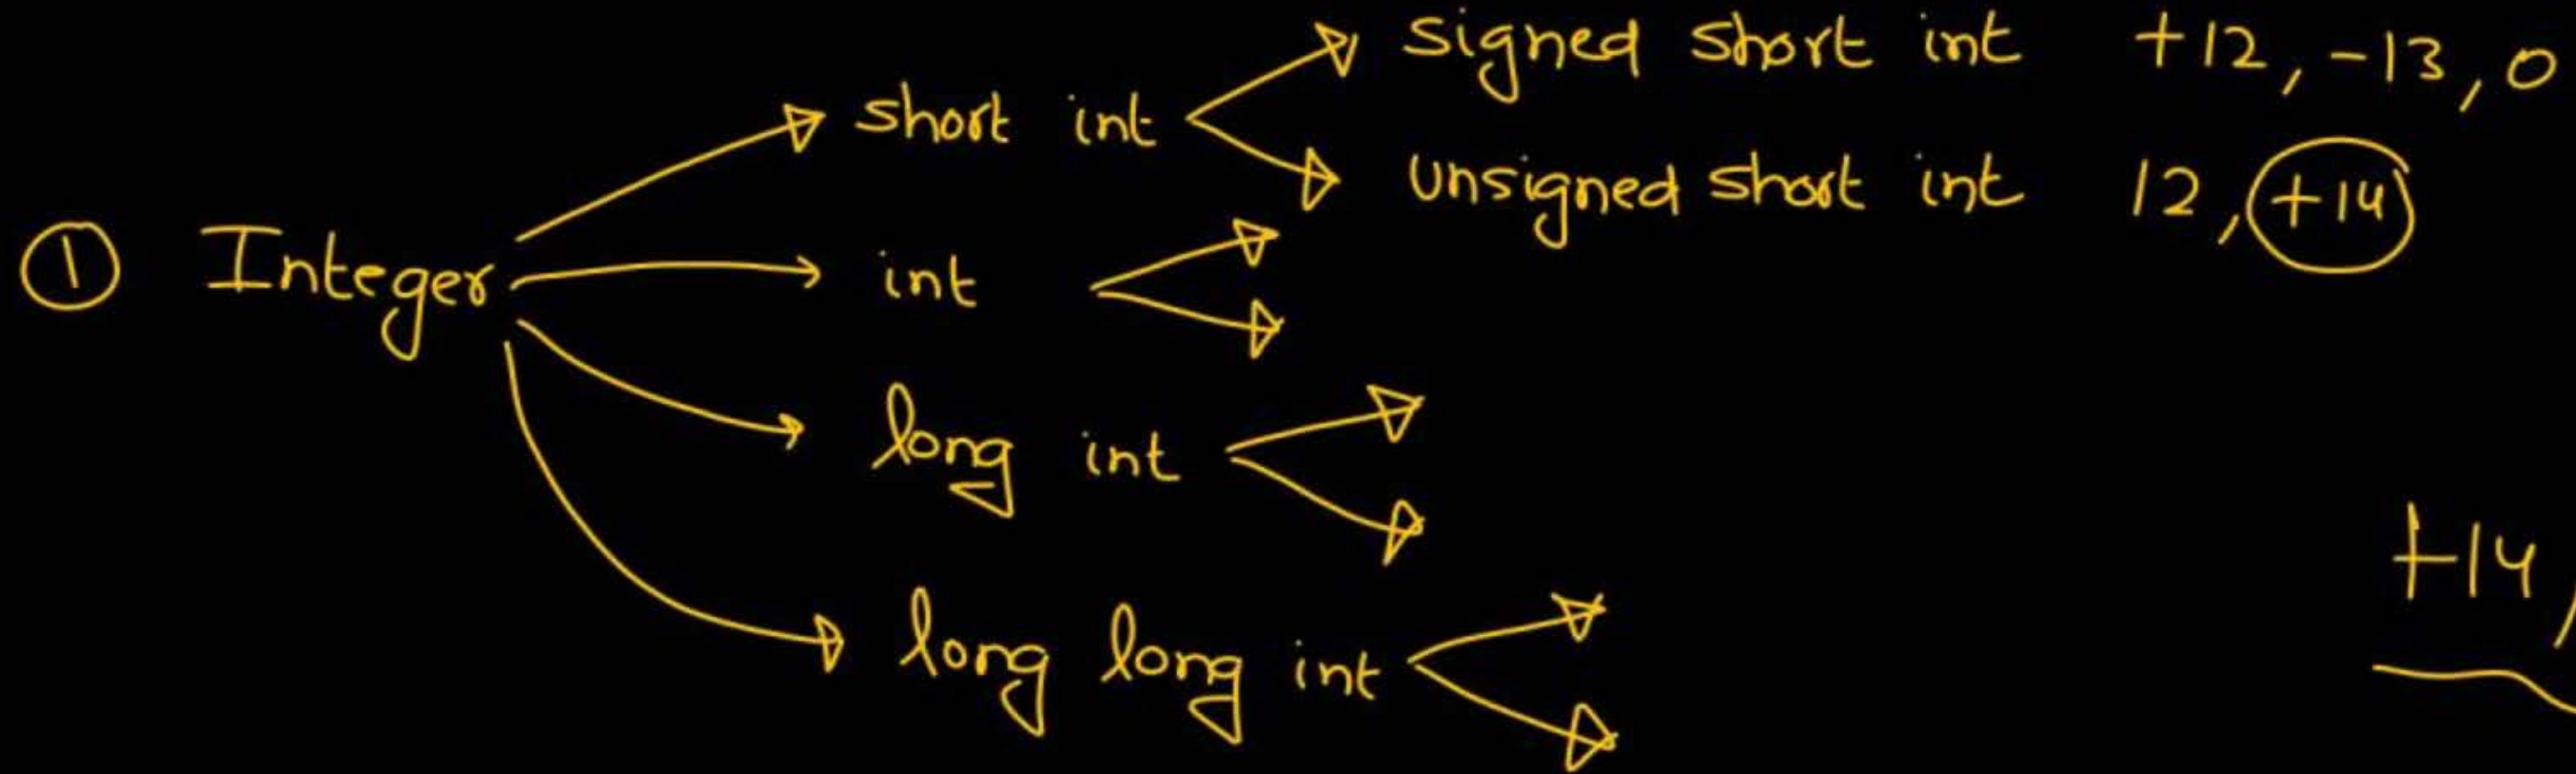 signed short int +12, -13, 0
short int
unsigned short int 12, +14
① Integer
int
long int
+14,
long long int